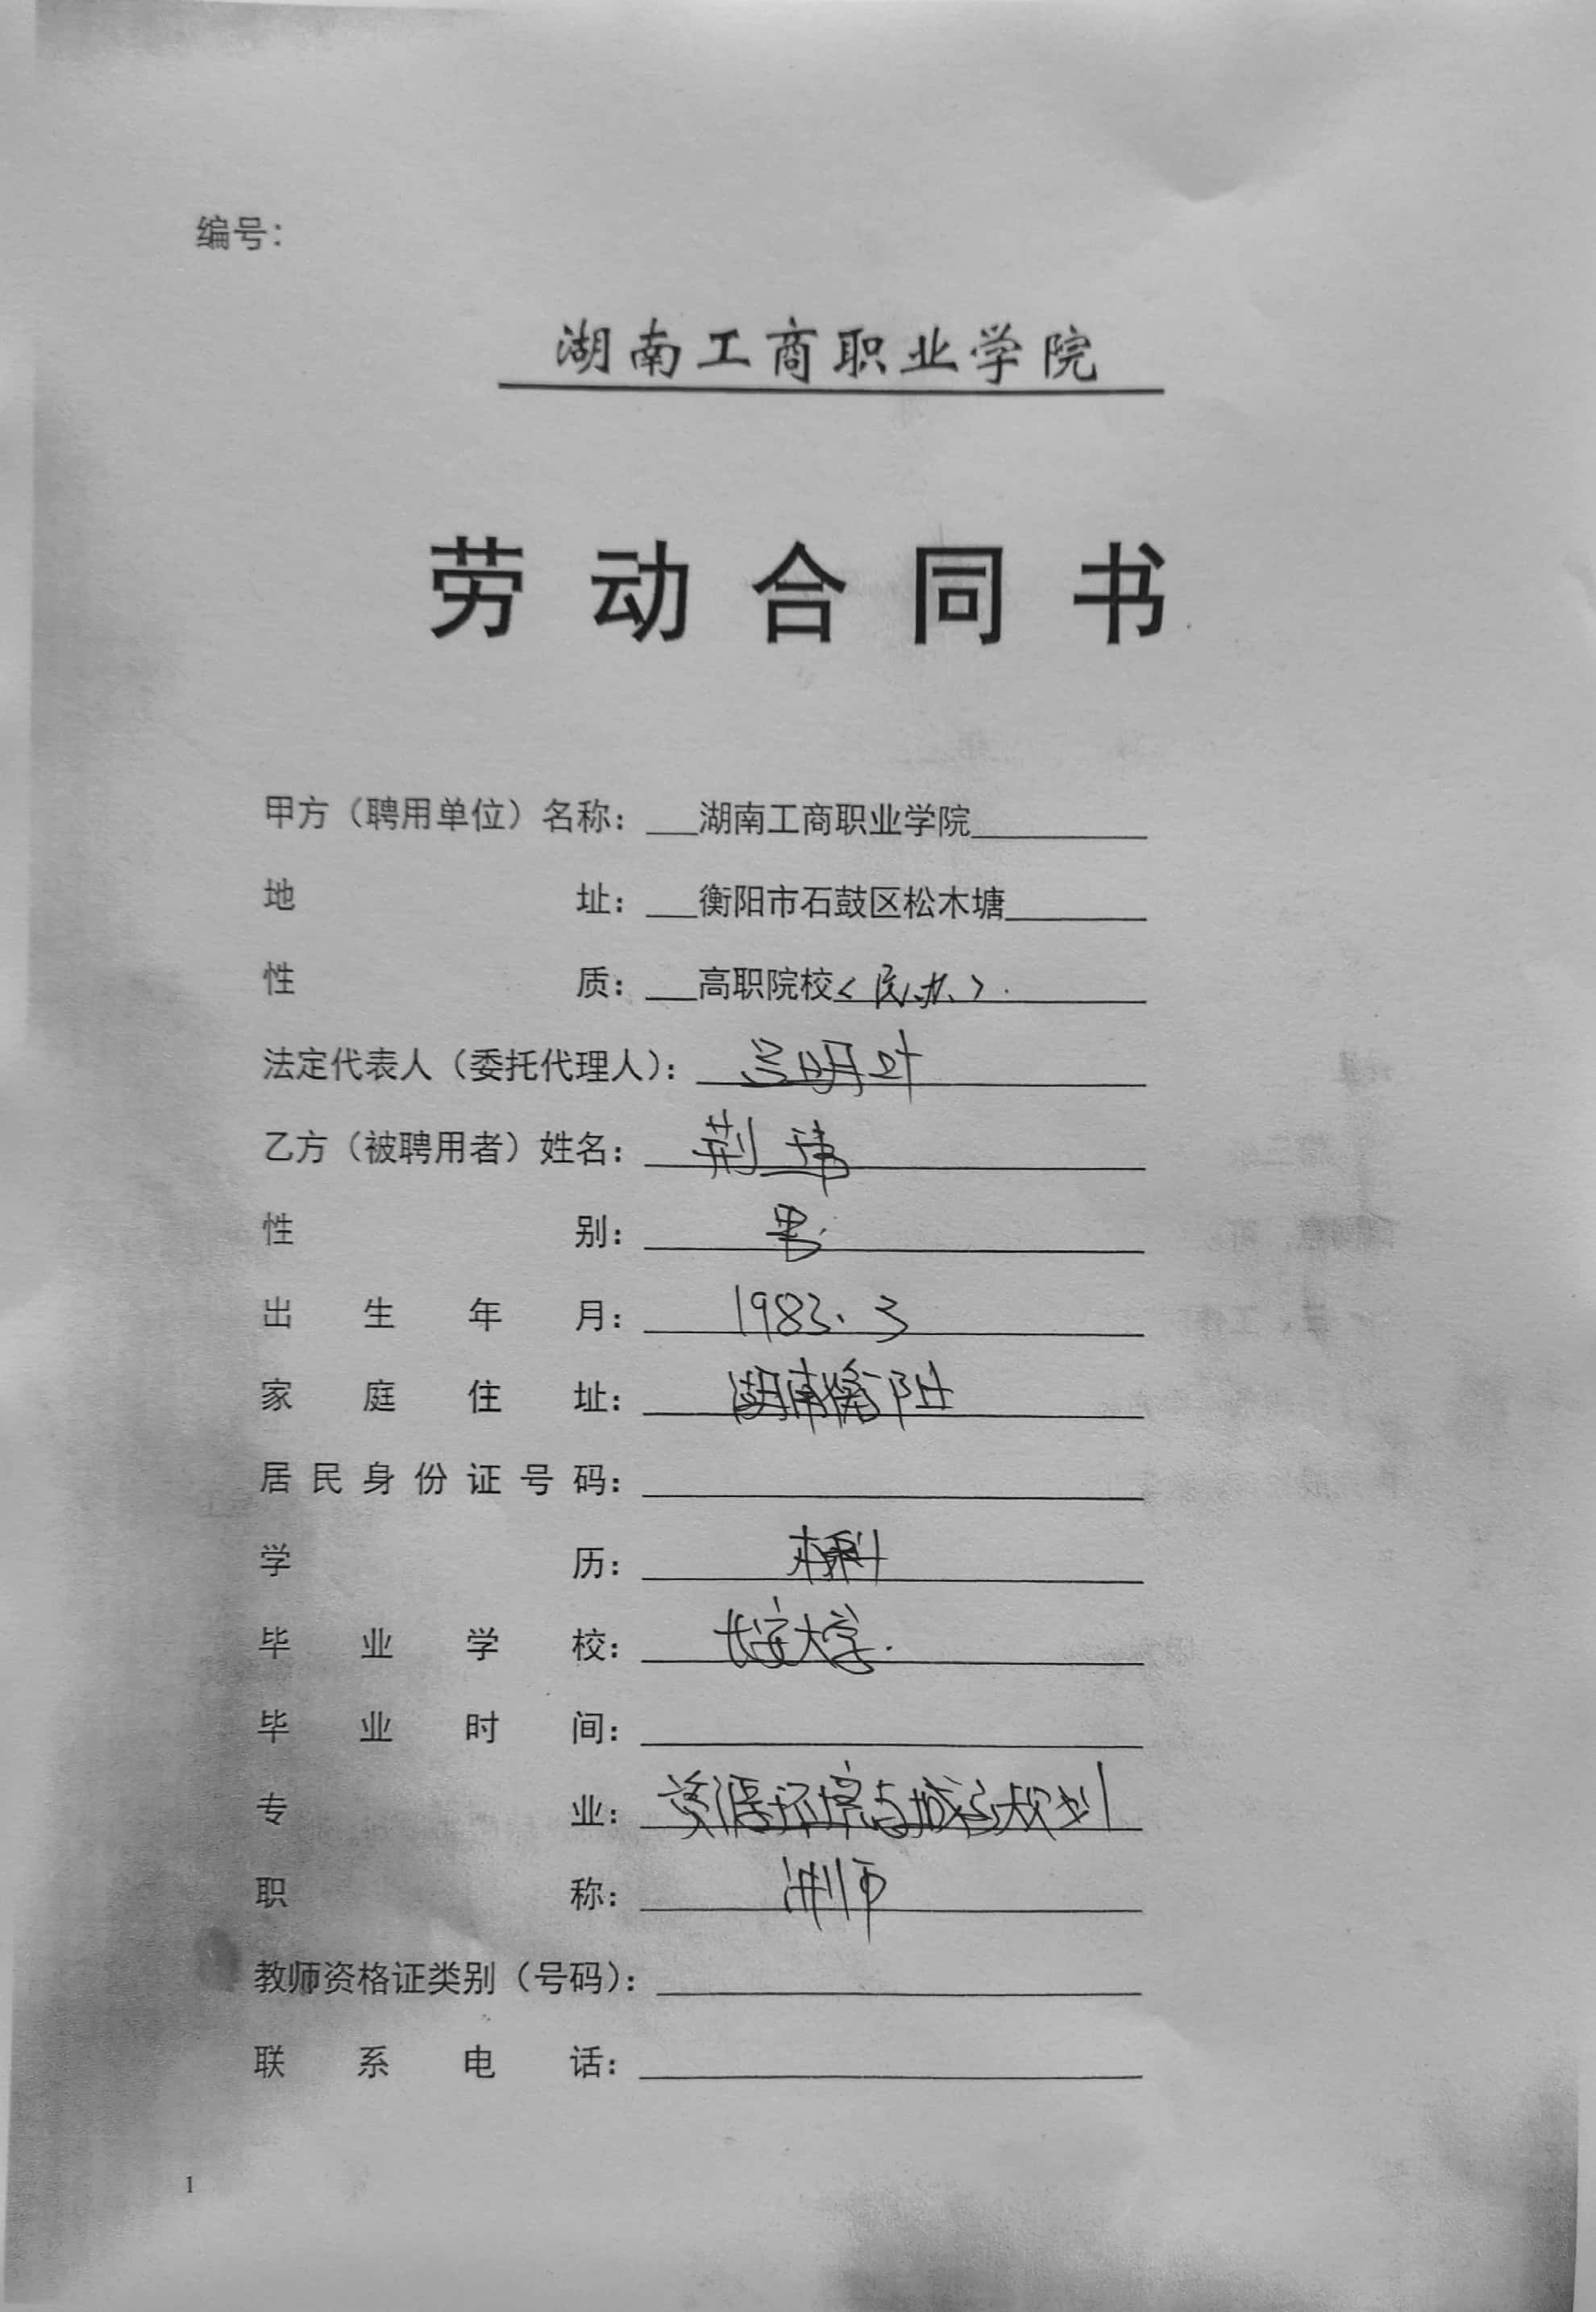 编号：
湖南工商职业学院
劳动合同书
甲方（聘用单位）名称：湖南工商职业学院
地址：衡阳市石鼓区松木塘
性质：高职院校<民办>.
法定代表人（委托代理人）：明叶
乙方（被聘用者）姓名：荆玮
性别：男
出生年月：1983.3
家庭住址：湖南衡阳
居民身份证号码：
学历：本科
毕业学校：长安大学.
毕业时间：
专业：资源环境与城乡规划
职称：讲师
教师资格证类别（号码）：
联系电话：
1